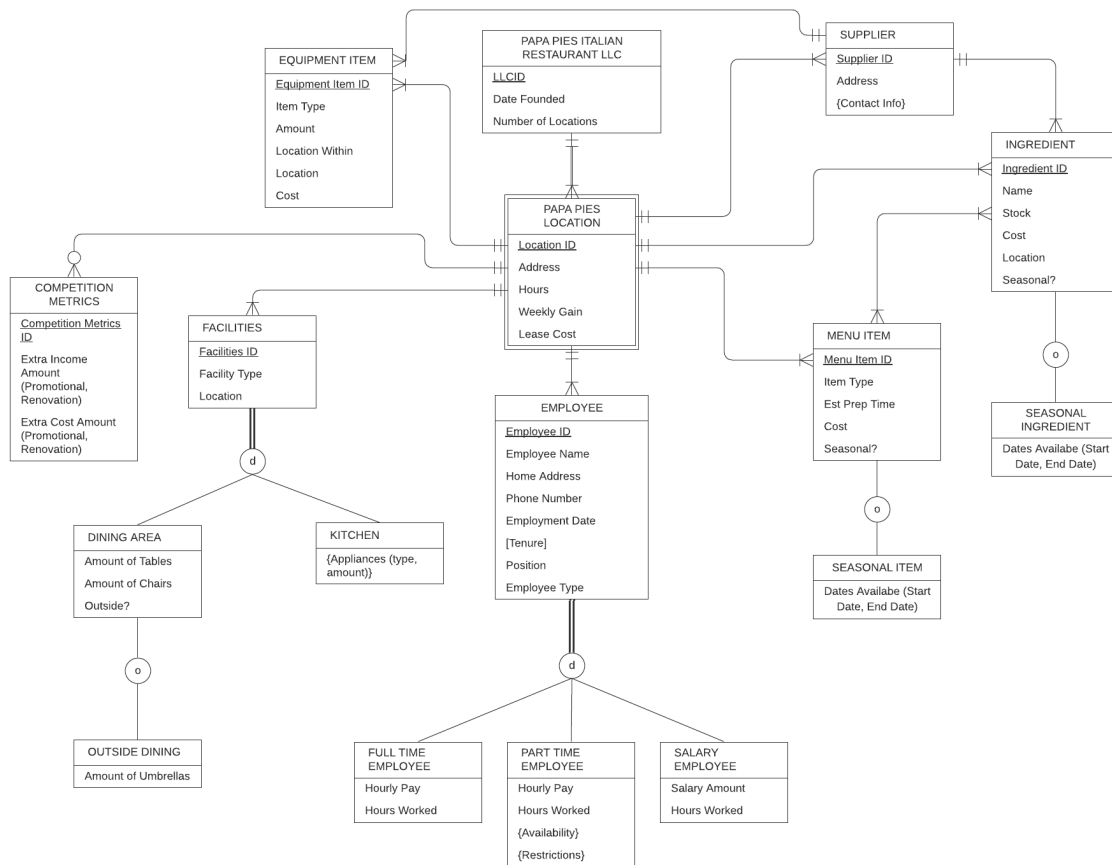 EQUIPMENT ITEM
Equipment Item ID
Item Type
Amount
Location Within
Location
Cost
PAPA PIES ITALIAN
RESTAURANT LLC
LLCID
Date Founded
Number of Locations
SUPPLIER
Supplier ID
Address
{Contact Info}
INGREDIENT
Ingredient ID
Name
Stock
Cost
Location
Seasonal?
PAPA PIES
LOCATION
Location ID
Address
Hours
Weekly Gain
Lease Cost
COMPETITION
METRICS
Competition Metrics
ID
Extra Income
Amount
(Promotional,
Renovation)
Extra Cost Amount
(Promotional,
Renovation)
FACILITIES
Facilities ID
Facility Type
Location
MENU ITEM
Menu Item ID
Item Type
Est Prep Time
Cost
Seasonal?
o
SEASONAL
INGREDIENT
Dates Availabe (Start
Date, End Date)
EMPLOYEE
Employee ID
Employee Name
Home Address
Phone Number
Employment Date
[Tenure]
Position
Employee Type
d
DINING AREA
Amount of Tables
Amount of Chairs
Outside?
KITCHEN
{Appliances (type,
amount)}
o
SEASONAL ITEM
Dates Availabe (Start
Date, End Date)
o
d
OUTSIDE DINING
Amount of Umbrellas
FULL TIME
EMPLOYEE
Hourly Pay
Hours Worked
PART TIME
EMPLOYEE
Hourly Pay
Hours Worked
{Availability}
{Restrictions}
SALARY
EMPLOYEE
Salary Amount
Hours Worked